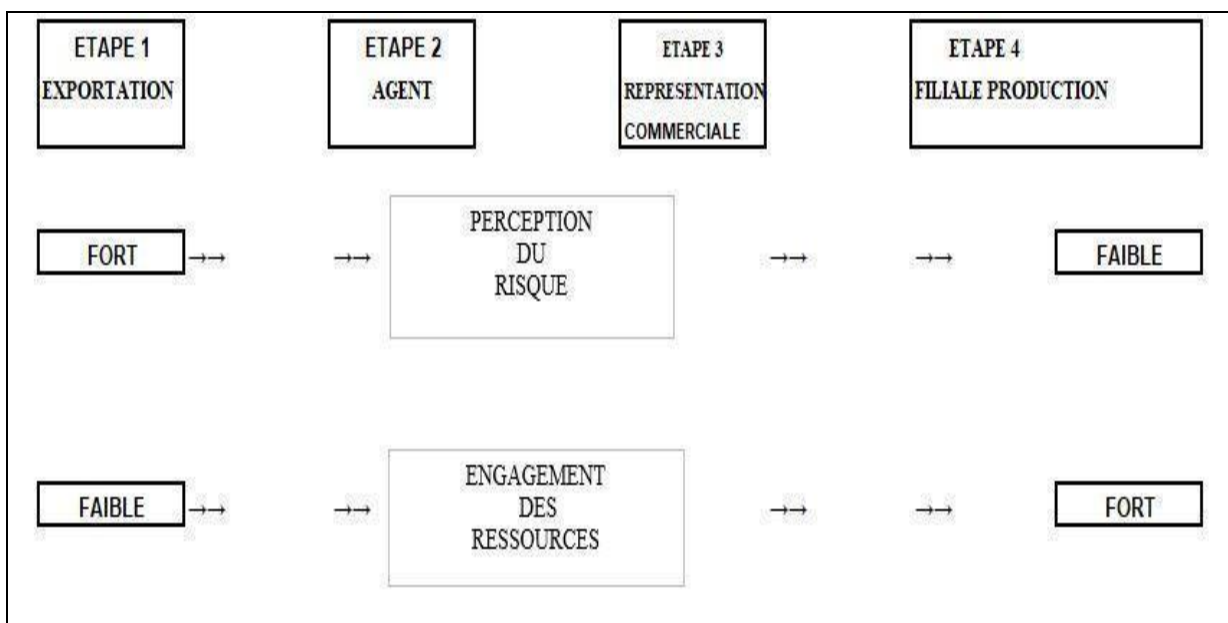 ETAPE 1
EXPORTATION
ETAPE 2
AGENT
ETAPE 3
REPRESENTATION
COMMERCIALE
ETAPE 4
FILIALE PRODUCTION
FORT →→ →→
PERCEPTION
DU
RISQUE
→→ →→ FAIBLE
FAIBLE →→ →→
ENGAGEMENT
DES
RESSOURCES
→→ →→ FORT